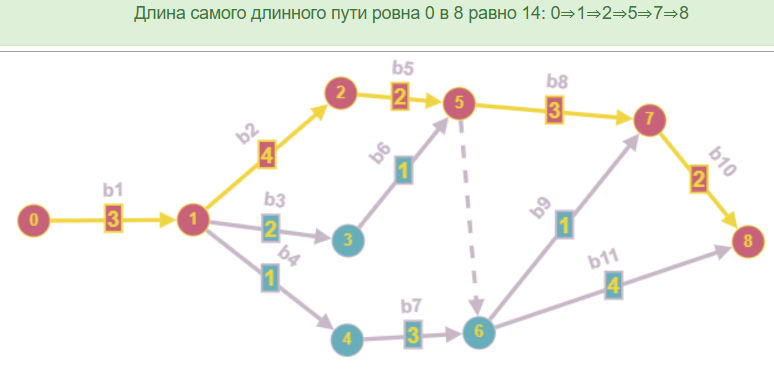 Длина самого длинного пути ровна 0 в 8 равно 14: 0⇒1⇒2⇒5⇒7⇒8
b5
b8
2
2
5
3
7
b2
4
b6
1
b10
2
b1
b3
0
3
1
2
3
b9
1
8
b4
1
b11
4
b7
4
3
6